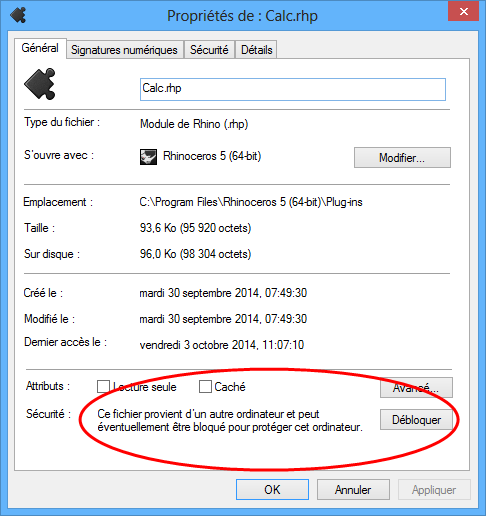 Propriétés de : Calc.rhp
Général Signatures numériques Sécurité Détails
Calc.rhp
Type du fichier : Module de Rhino (.rhp)
S'ouvre avec : Rhinoceros 5 (64-bit) Modifier...
Emplacement : C:\Program Files\Rhinoceros 5 (64-bit)\Plug-ins
Taille : 93,6 Ko (95 920 octets)
Sur disque : 96,0 Ko (98 304 octets)
Créé le : mardi 30 septembre 2014, 07:49:30
Modifié le : mardi 30 septembre 2014, 07:49:30
Dernier accès le : vendredi 3 octobre 2014, 11:07:10
Attributs : Lecture seule Caché Avancé...
Sécurité : Ce fichier provient d'un autre ordinateur et peut
éventuellement être bloqué pour protéger cet ordinateur. Débloquer
OK Annuler Appliquer